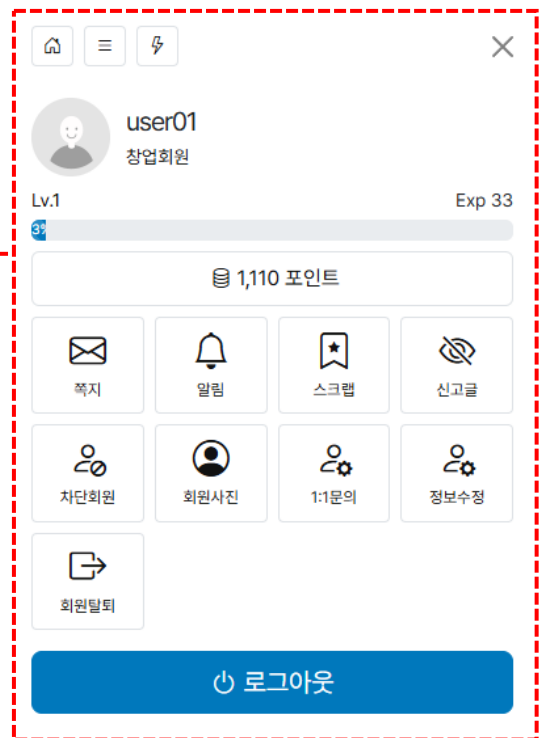 user01
창업회원
Lv.1 Exp 33
3%
1,110 포인트
쪽지 알림 스크랩 신고글
차단회원 회원사진 1:1문의 정보수정
회원탈퇴
로그아웃